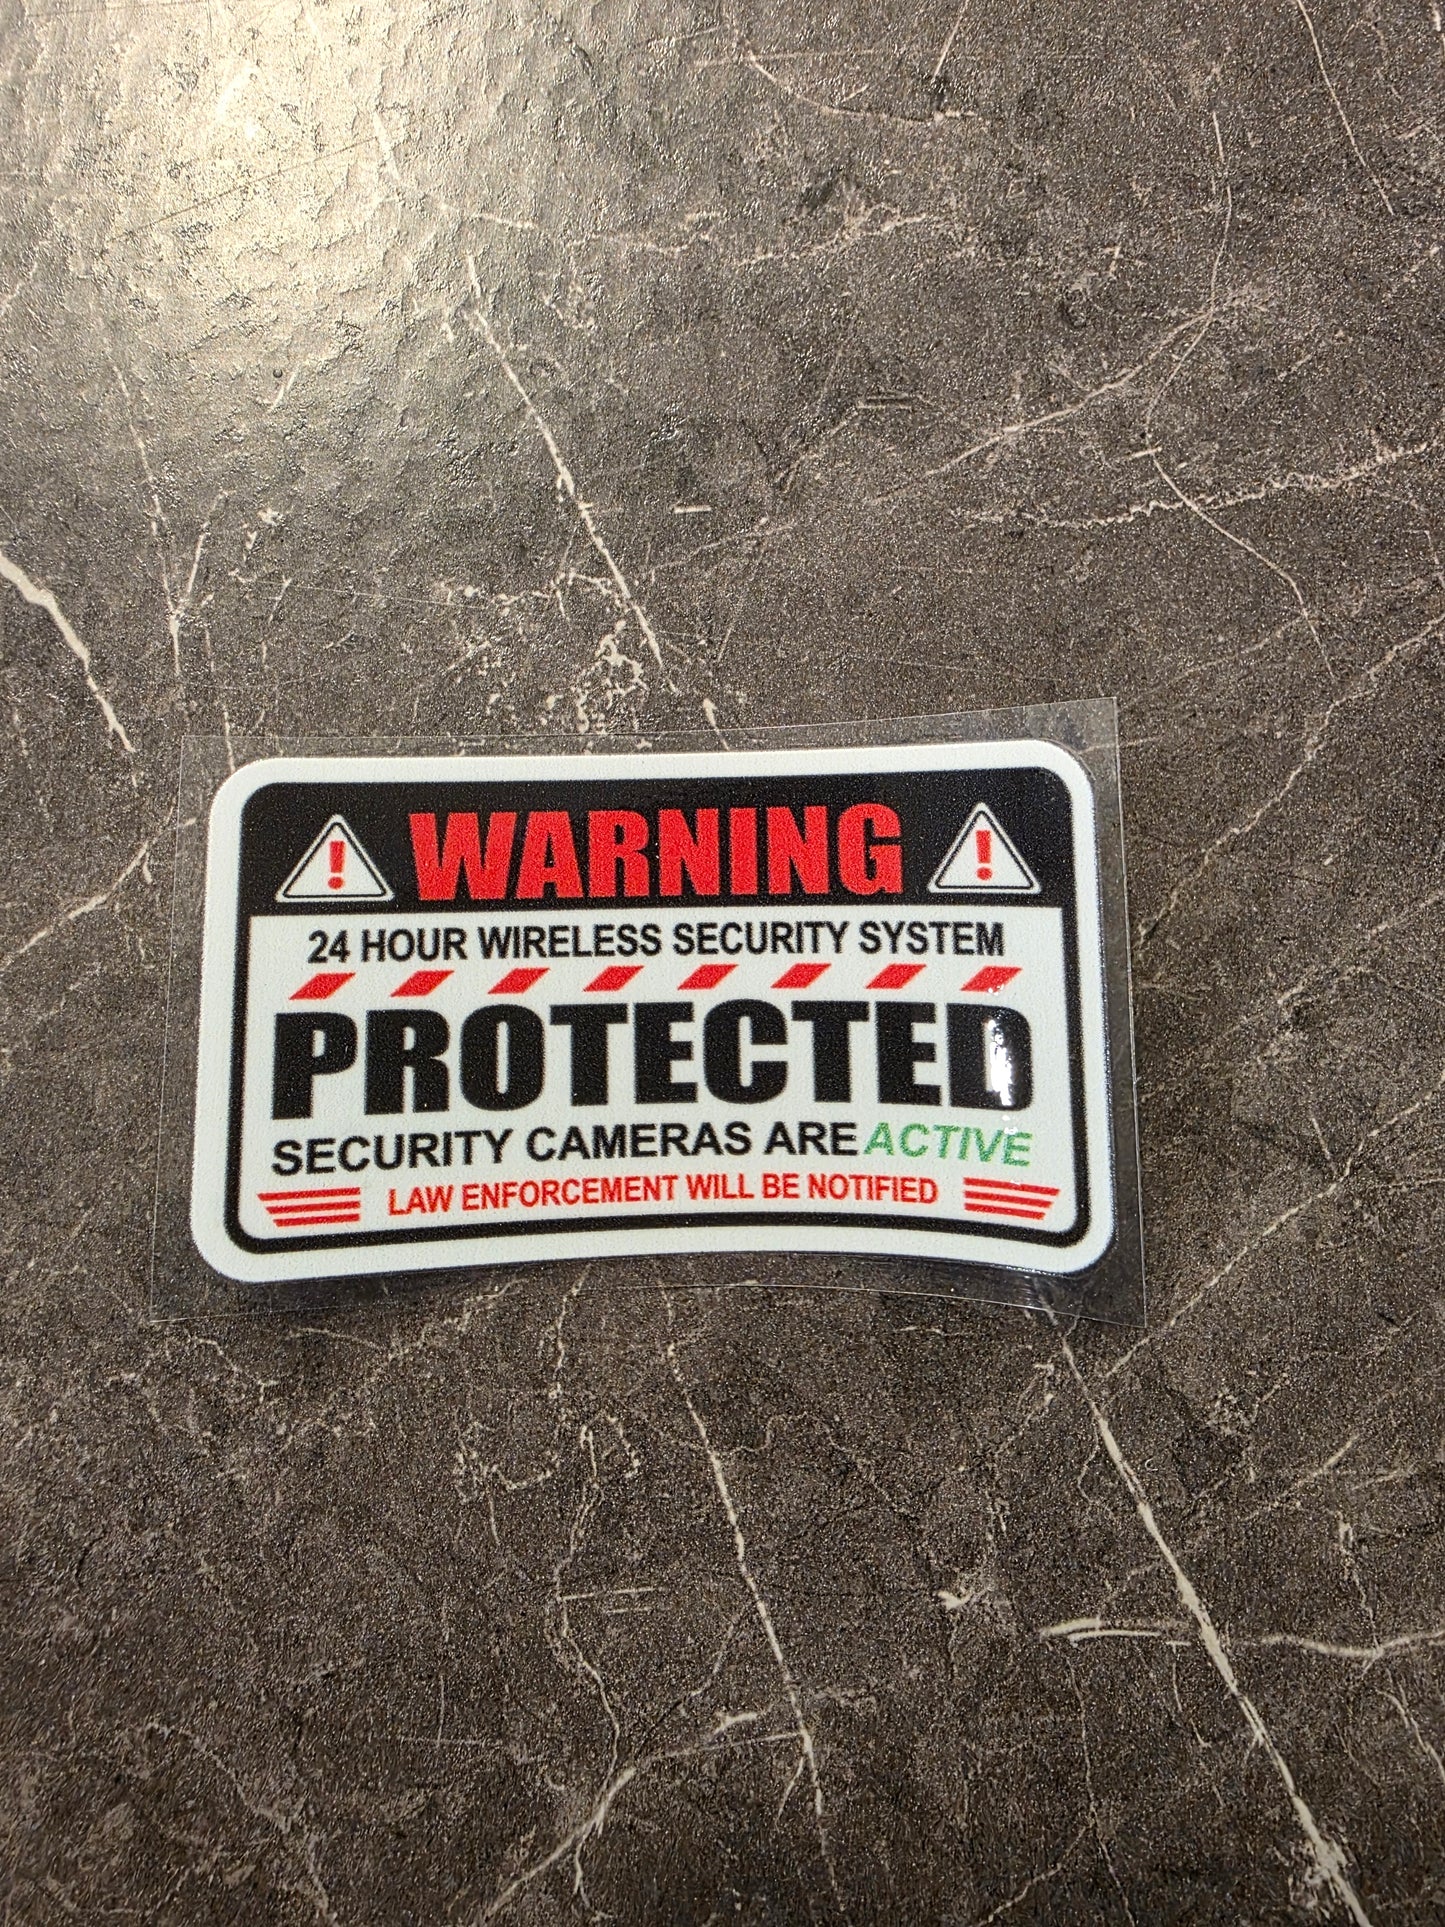 WARNING
24 HOUR WIRELESS SECURITY SYSTEM
PROTECTED
SECURITY CAMERAS ARE ACTIVE
LAW ENFORCEMENT WILL BE NOTIFIED